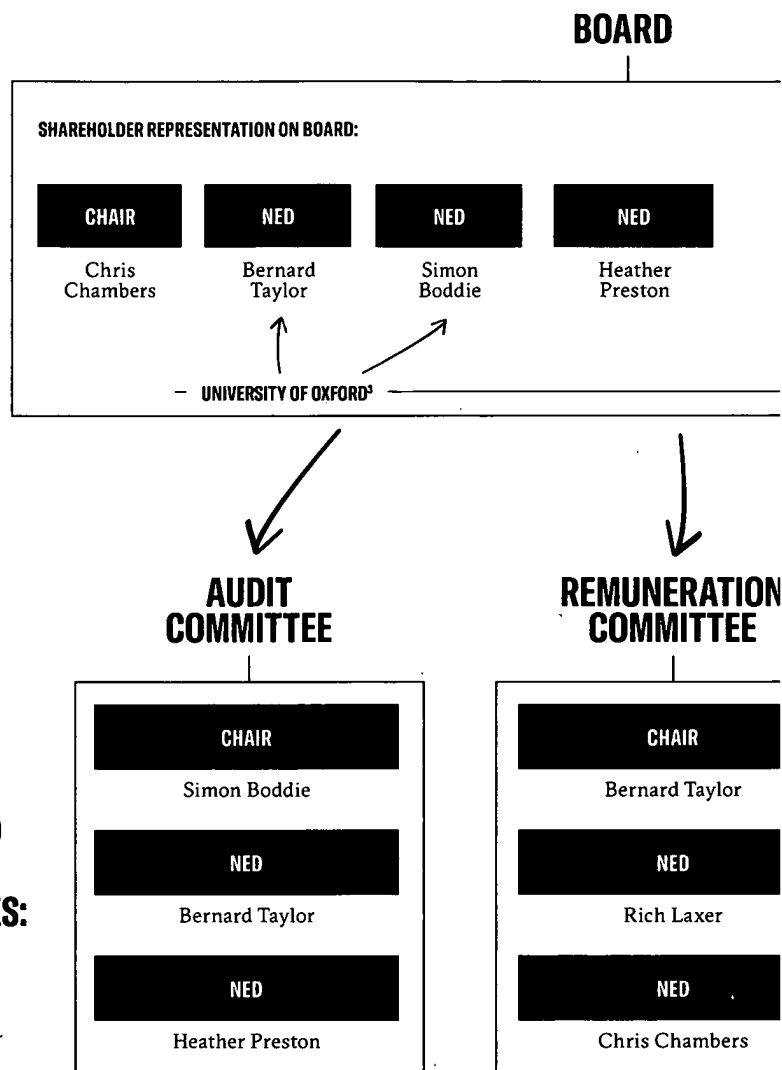 BOARD
SHAREHOLDER REPRESENTATION ON BOARD:
CHAIR
NED
NED
NED
Chris
Chambers
Bernard
Taylor
Simon
Boddie
Heather
Preston
UNIVERSITY OF OXFORD³
AUDIT
COMMITTEE
REMUNERATION
COMMITTEE
CHAIR
Simon Boddie
NED
Bernard Taylor
NED
Heather Preston
CHAIR
Bernard Taylor
NED
Rich Laxer
NED
Chris Chambers